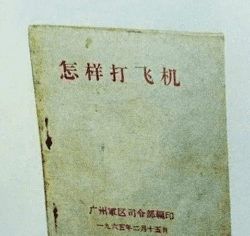 怎样打飞机
广州军区司令部编印
一九六五年二月十五日